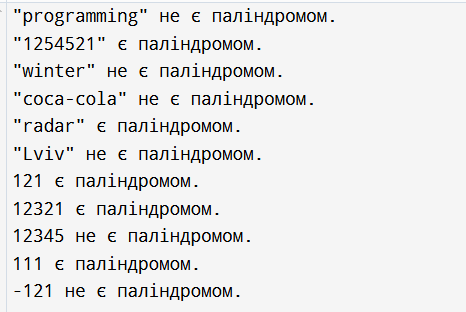 "programming" не є паліндромом.
"1254521" є паліндромом.
"winter" не є паліндромом.
"coca-cola" не є паліндромом.
"radar" є паліндромом.
"Lviv" не є паліндромом.
121 є паліндромом.
12321 є паліндромом.
12345 не є паліндромом.
111 є паліндромом.
-121 не є паліндромом.